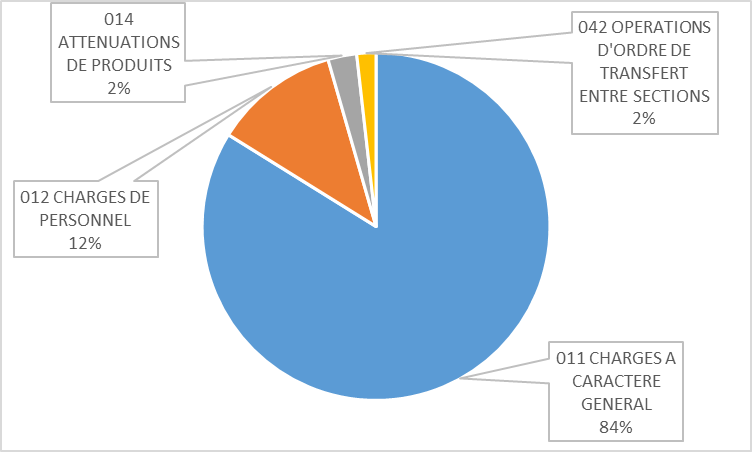 014
ATTENUATIONS
DE PRODUITS
2%
042 OPERATIONS
D'ORDRE DE
TRANSFERT
ENTRE SECTIONS
2%
012 CHARGES DE
PERSONNEL
12%
011 CHARGES A
CARACTERE
GENERAL
84%